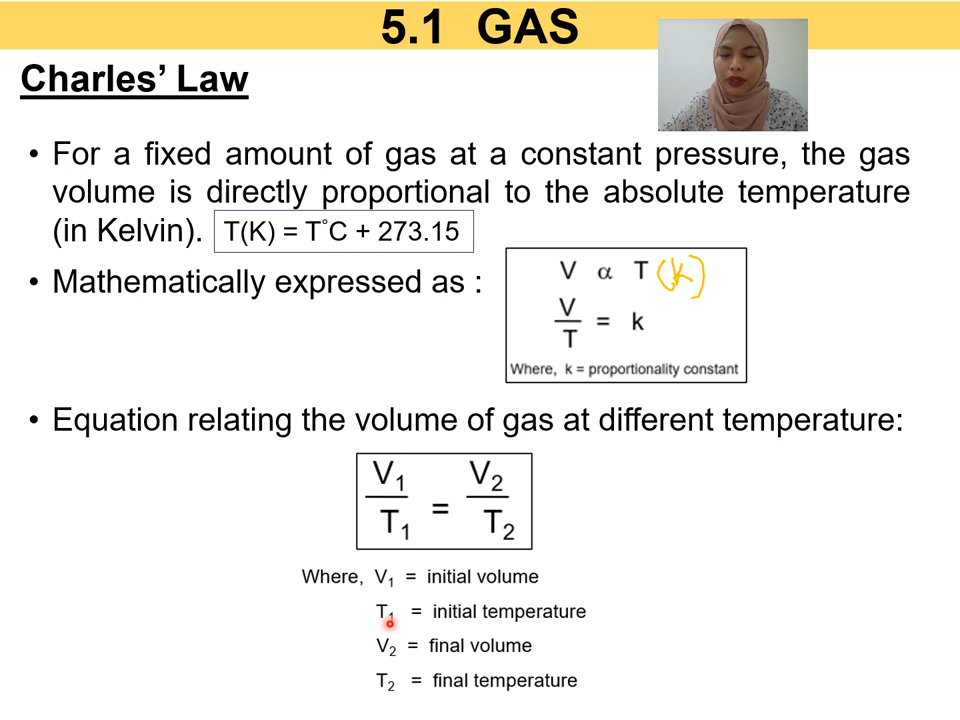 5.1 GAS
Charles’ Law
• For a fixed amount of gas at a constant pressure, the gas
volume is directly proportional to the absolute temperature
(in Kelvin). T(K) = T°C + 273.15
• Mathematically expressed as :
V α T (K)
V
T
= k
Where, k = proportionality constant
• Equation relating the volume of gas at different temperature:
V₁ V₂
=
T₁ T₂
Where, V₁ = initial volume
T₁ = initial temperature
V₂ = final volume
T₂ = final temperature